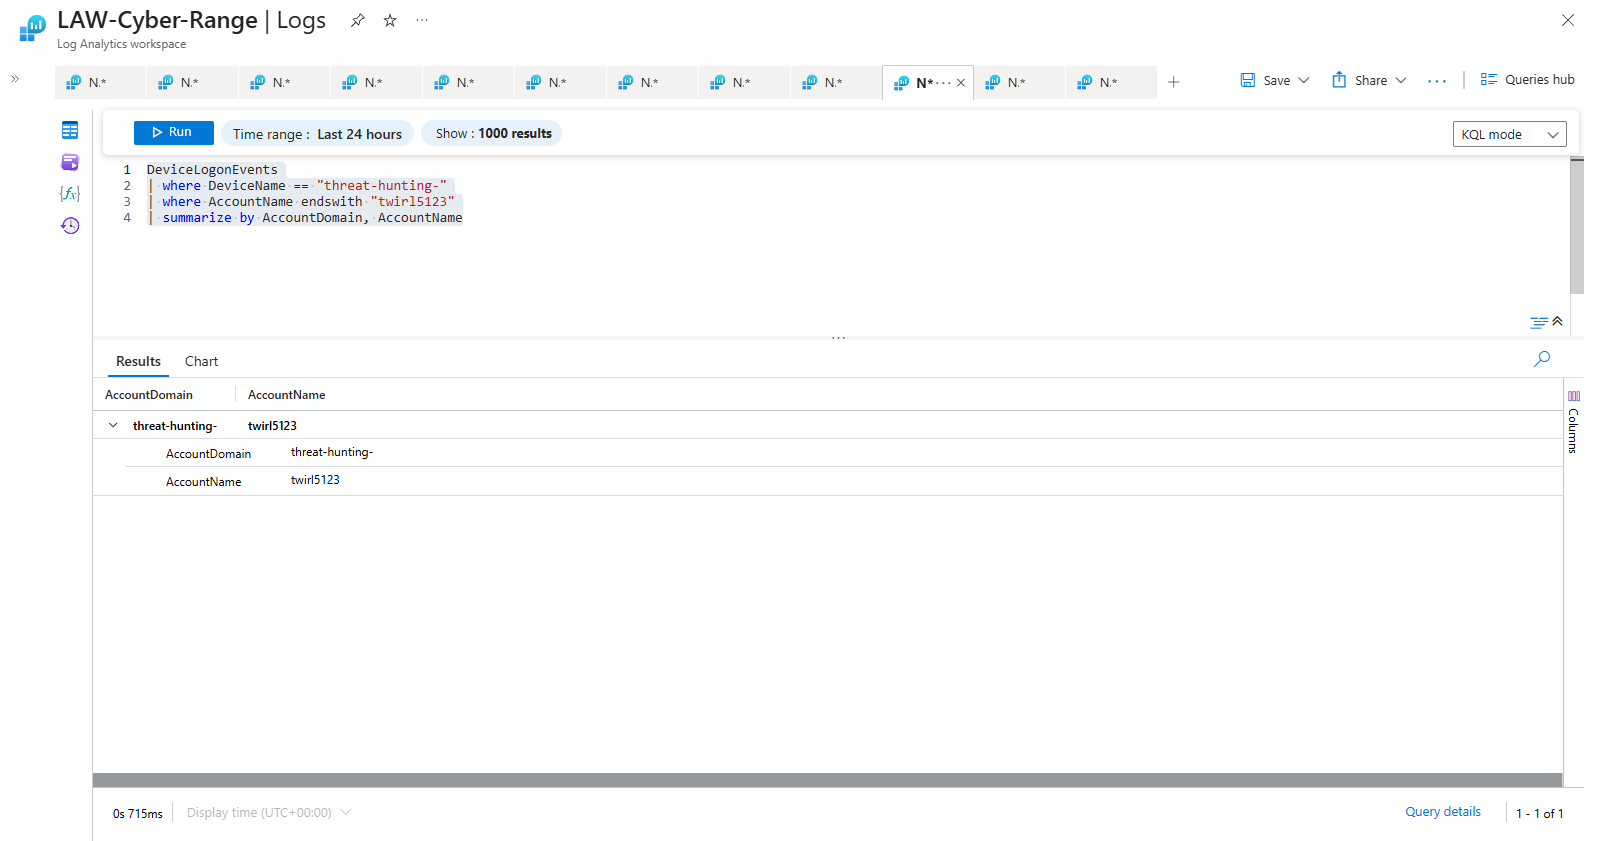 LAW-Cyber-Range | Logs ...
Log Analytics workspace
N.* N.* N.* N.* N.* N.* N.* N.* N.* N*... N.* N.*
Save Share ... Queries hub
Run Time range : Last 24 hours Show : 1000 results KQL mode
1 DeviceLogonEvents
2 | where DeviceName == "threat-hunting-"
3 | where AccountName endswith "twirl5123"
4 | summarize by AccountDomain, AccountName
Results Chart
AccountDomain AccountName
threat-hunting- twirl5123
AccountDomain threat-hunting-
AccountName twirl5123
Columns
0s 715ms Display time (UTC+00:00) Query details 1 - 1 of 1